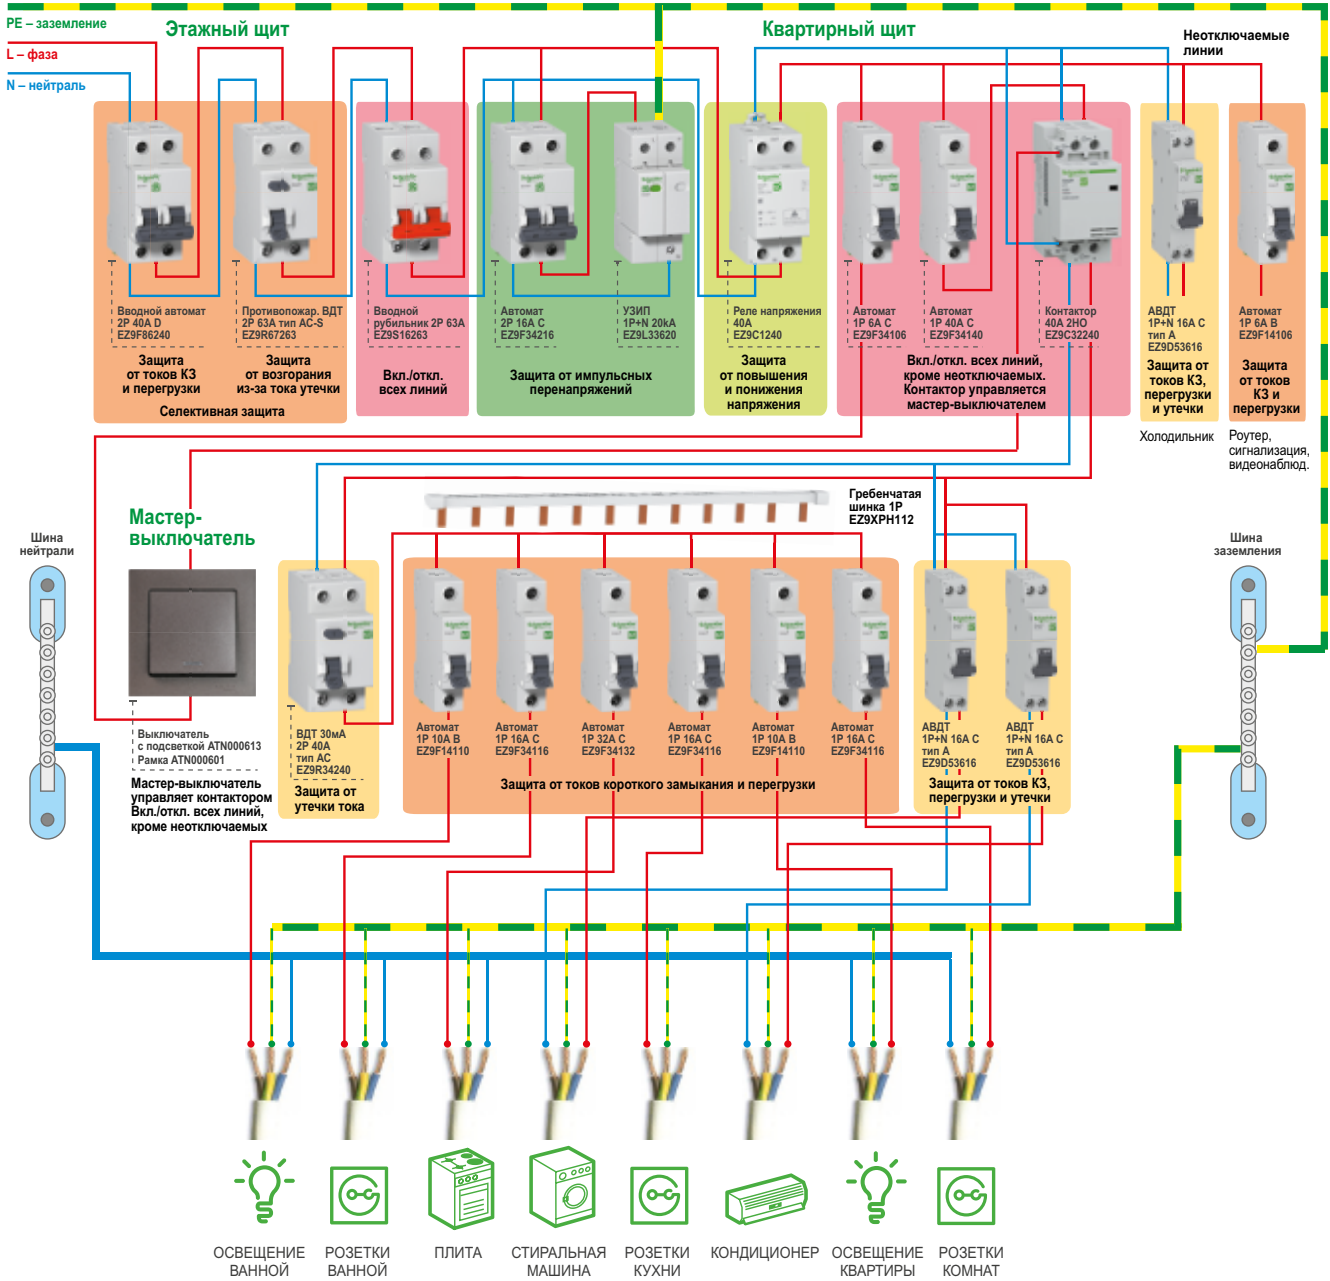 PE – заземление
L – фаза
N – нейтраль
Этажный щит
Квартирный щит
Неотключаемые
линии
Вводной автомат
2P 40A D
EZ9F86240
Защита
от токов КЗ
и перегрузки
Противопожар. ВДТ
2P 63A тип AC-S
EZ9R67263
Защита
от возгорания
из-за тока утечки
Селективная защита
Вводной
рубильник 2P 63A
EZ9S16263
Вкл./откл.
всех линий
Автомат
2P 16A C
EZ9F34216
УЗИП
1P+N 20kA
EZ9L33620
Защита от импульсных
перенапряжений
Реле напряжения
40A
EZ9C1240
Защита
от повышения
и понижения
напряжения
Автомат
1P 6A C
EZ9F34106
Автомат
1P 40A C
EZ9F34140
Контактор
40A 2НО
EZ9C32240
Вкл./откл. всех линий,
кроме неотключаемых.
Контактор управляется
мастер-выключателем
АВДТ
1P+N 16A C
тип A
EZ9D53616
Защита от
токов КЗ,
перегрузки
и утечки
Холодильник
Автомат
1P 6A B
EZ9F14106
Защита
от токов
КЗ и
перегрузки
Роутер,
сигнализация,
видеонаблюд.
Гребенчатая
шинка 1P
EZ9XPH112
Мастер-
выключатель
Шина
нейтрали
Шина
заземления
Выключатель
с подсветкой ATN000613
Рамка ATN000601
Мастер-выключатель
управляет контактором
Вкл./откл. всех линий,
кроме неотключаемых
ВДТ 30мА
2P 40A
тип AC
EZ9R34240
Защита от
утечки тока
Автомат
1P 10A B
EZ9F14110
Автомат
1P 16A C
EZ9F34116
Автомат
1P 32A C
EZ9F34132
Автомат
1P 16A C
EZ9F34116
Автомат
1P 10A B
EZ9F14110
Автомат
1P 16A C
EZ9F34116
Защита от токов короткого замыкания и перегрузки
АВДТ
1P+N 16A C
тип A
EZ9D53616
АВДТ
1P+N 16A C
тип A
EZ9D53616
Защита от токов КЗ,
перегрузки и утечки
ОСВЕЩЕНИЕ
ВАННОЙ
РОЗЕТКИ
ВАННОЙ
ПЛИТА
СТИРАЛЬНАЯ
МАШИНА
РОЗЕТКИ
КУХНИ
КОНДИЦИОНЕР
ОСВЕЩЕНИЕ
КВАРТИРЫ
РОЗЕТКИ
КОМНАТ